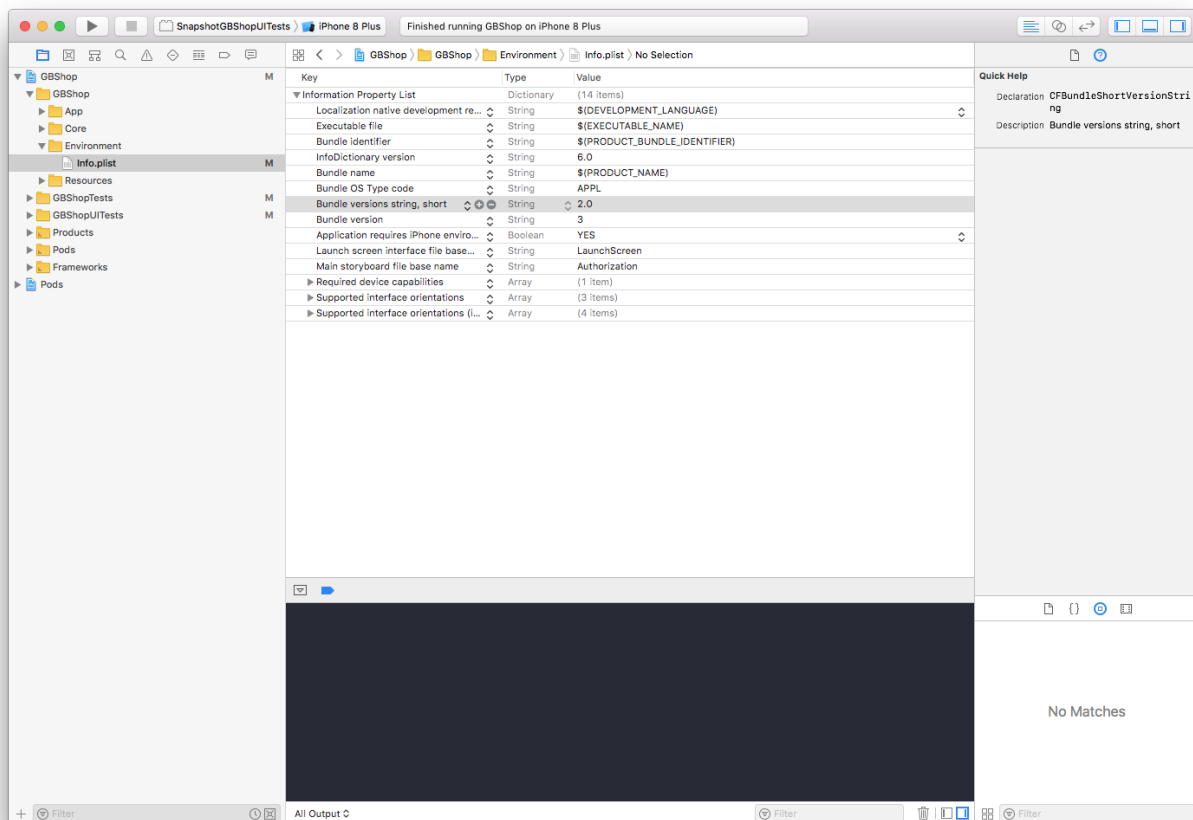 SnapshotGBShopUITests iPhone 8 Plus
Finished running GBShop on iPhone 8 Plus
GBShop GBShop Environment Info.plist No Selection
GBShop M
GBShop
App
Core
Environment
Info.plist M
Resources
GBShopTests M
GBShopUITests M
Products
Pods
Frameworks
Pods
Filter
Key Type Value
Information Property List Dictionary (14 items)
Localization native development re... String $(DEVELOPMENT_LANGUAGE)
Executable file String $(EXECUTABLE_NAME)
Bundle identifier String $(PRODUCT_BUNDLE_IDENTIFIER)
InfoDictionary version String 6.0
Bundle name String $(PRODUCT_NAME)
Bundle OS Type code String APPL
Bundle versions string, short String 2.0
Bundle version String 3
Application requires iPhone enviro... Boolean YES
Launch screen interface file base... String LaunchScreen
Main storyboard file base name String Authorization
Required device capabilities Array (1 item)
Supported interface orientations Array (3 items)
Supported interface orientations (i... Array (4 items)
All Output
Filter
Quick Help
Declaration CFBundleShortVersionStri
ng
Description Bundle versions string, short
No Matches
Filter